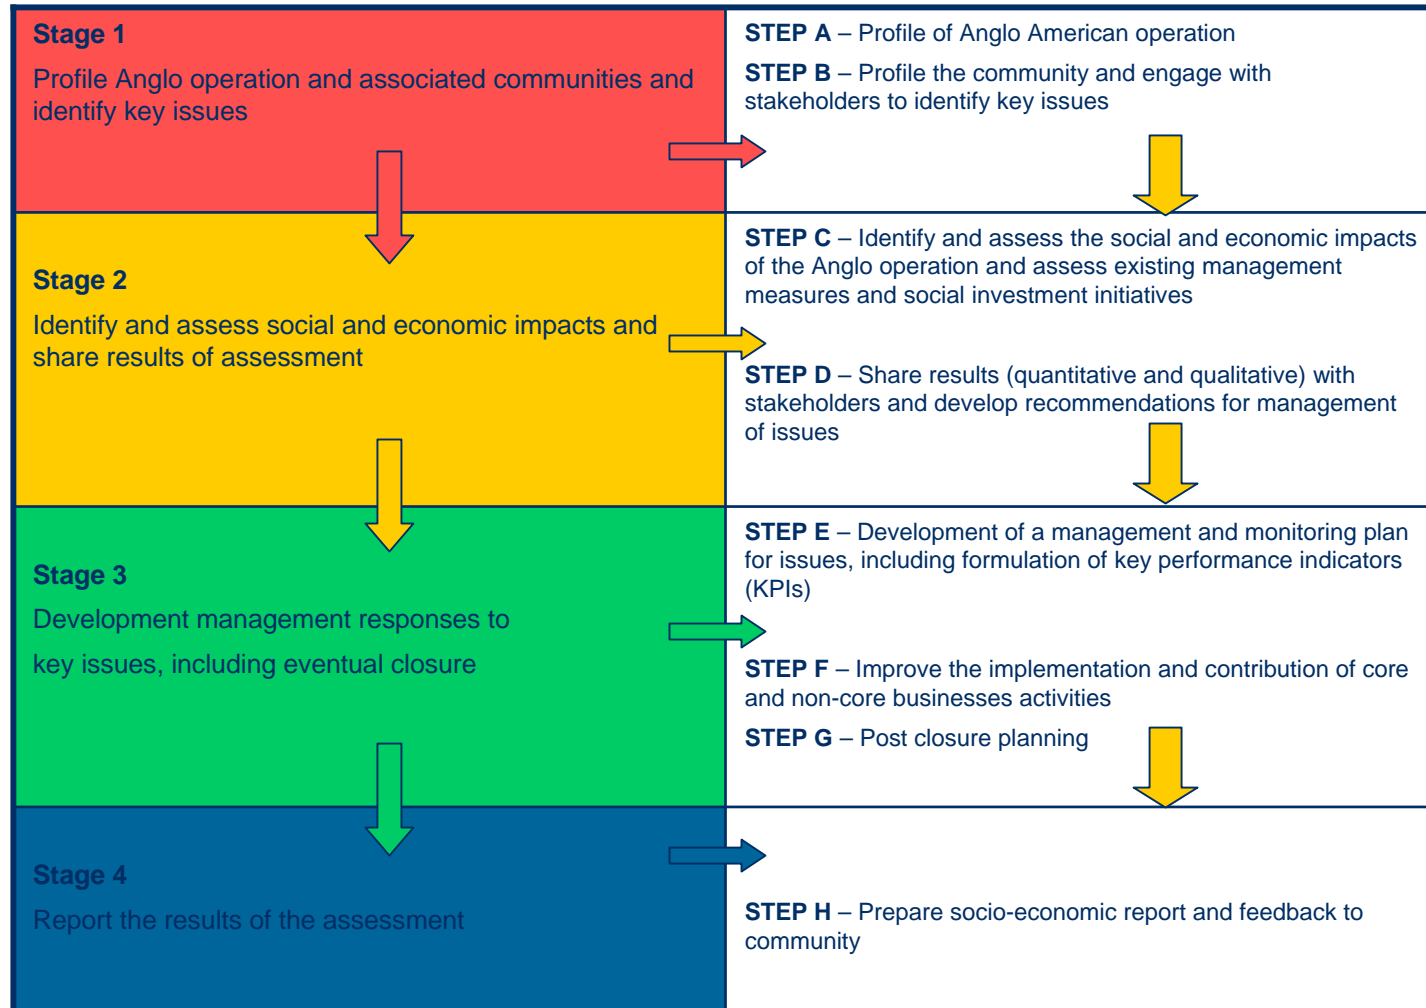 Stage 1
Profile Anglo operation and associated communities and
identify key issues
STEP A – Profile of Anglo American operation
STEP B – Profile the community and engage with
stakeholders to identify key issues
Stage 2
Identify and assess social and economic impacts and
share results of assessment
STEP C – Identify and assess the social and economic impacts
of the Anglo operation and assess existing management
measures and social investment initiatives
STEP D – Share results (quantitative and qualitative) with
stakeholders and develop recommendations for management
of issues
Stage 3
Development management responses to
key issues, including eventual closure
STEP E – Development of a management and monitoring plan
for issues, including formulation of key performance indicators
(KPIs)
STEP F – Improve the implementation and contribution of core
and non-core businesses activities
STEP G – Post closure planning
Stage 4
Report the results of the assessment
STEP H – Prepare socio-economic report and feedback to
community